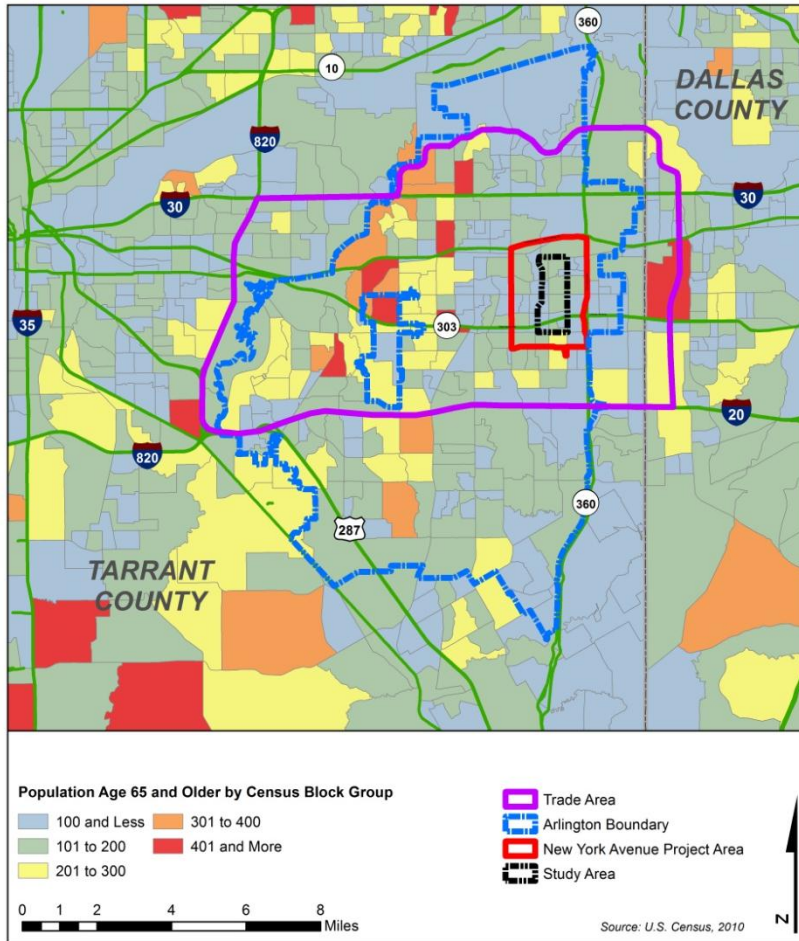 360
10
DALLAS
COUNTY
820
30
30
35
303
820
20
360
287
TARRANT
COUNTY
Population Age 65 and Older by Census Block Group
100 and Less
301 to 400
101 to 200
401 and More
201 to 300
Trade Area
Arlington Boundary
New York Avenue Project Area
Study Area
0 1 2 4 6 8
Miles
Source: U.S. Census, 2010
N